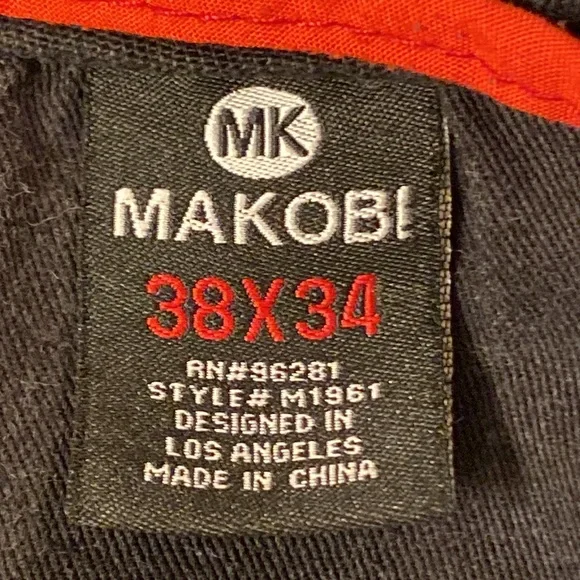 MK
MAKOBI
38X34
RN#96281
STYLE# M1961
DESIGNED IN
LOS ANGELES
MADE IN CHINA